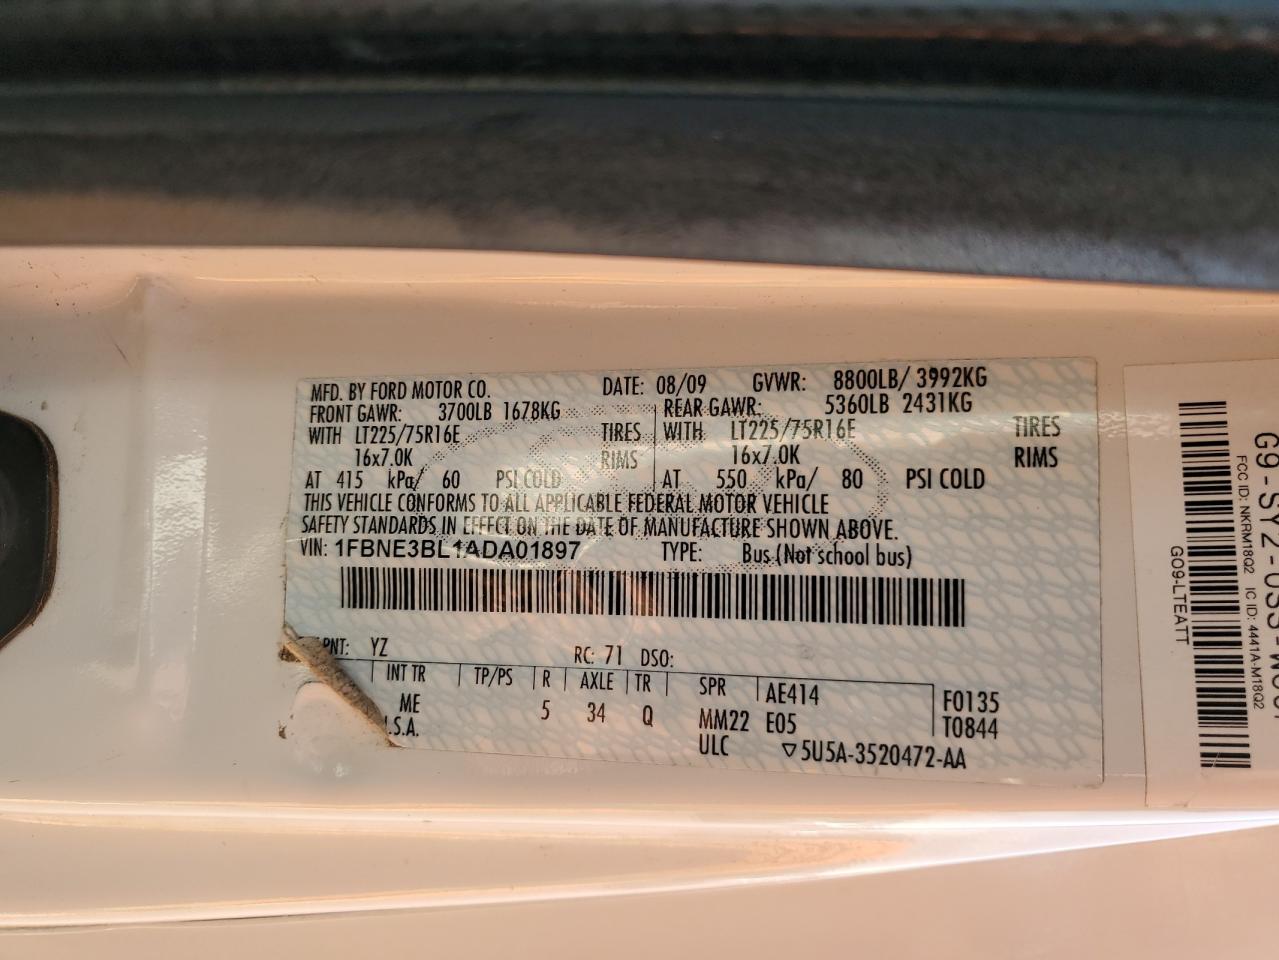 MFD. BY FORD MOTOR CO. DATE: 08/09 GVWR: 8800LB/ 3992KG
FRONT GAWR: 3700LB 1678KG REAR GAWR: 5360LB 2431KG
WITH LT225/75R16E TIRES WITH LT225/75R16E TIRES
16x7.0K RIMS 16x7.0K RIMS
AT 415 kPa/ 60 PSI COLD AT 550 kPa/ 80 PSI COLD
THIS VEHICLE CONFORMS TO ALL APPLICABLE FEDERAL MOTOR VEHICLE
SAFETY STANDARDS IN EFFECT ON THE DATE OF MANUFACTURE SHOWN ABOVE.
VIN: 1FBNE3BL1ADA01897 TYPE: Bus (Not school bus)
PNT: YZ RC: 71 DSO:
INT TR TP/PS R AXLE TR SPR AE414 F0135
ME 5 34 Q MM22 E05 T0844
.S.A. ULC ▽5U5A-3520472-AA
FCC ID: NKRM18Q2 IC ID: 4441A-M18Q2
GO9-LTEATT